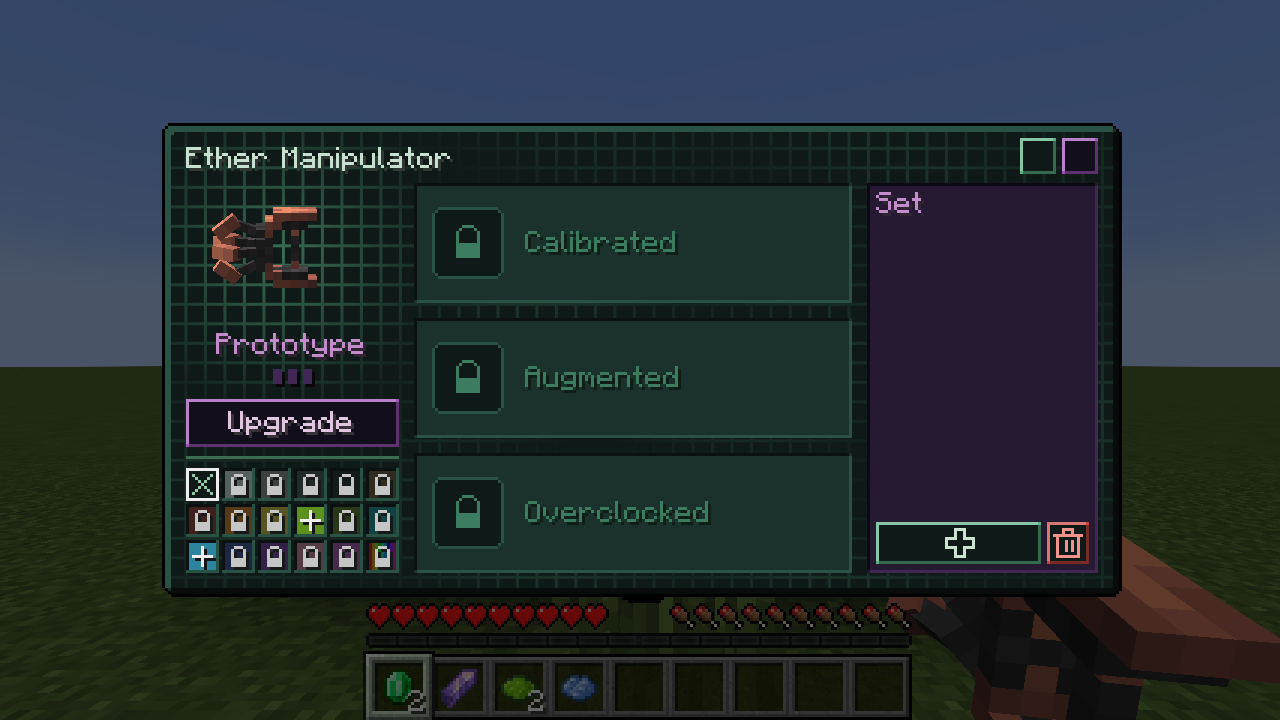 Ether Manipulator
Set
Calibrated
Prototype
Augmented
Upgrade
Overclocked
2
2